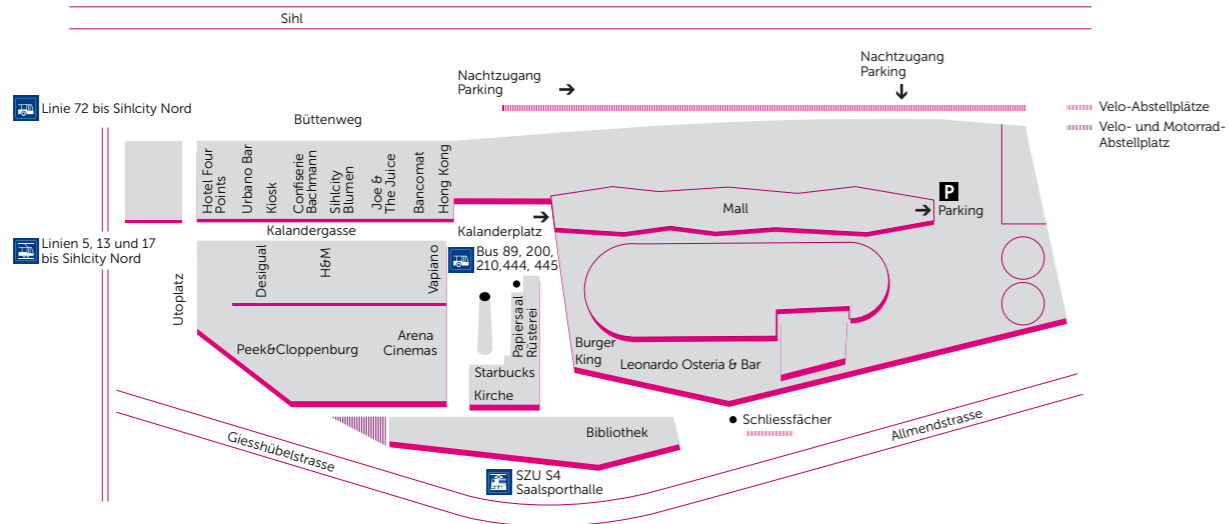 Sihl
Nachtzugang
Parking
Nachtzugang
Parking
Linie 72 bis Sihlcity Nord
Velo-Abstellplätze
Velo- und Motorrad-
Abstellplatz
Büttenweg
Hotel Four
Points
Urbano Bar
Kiosk
Confiserie
Bachmann
Sihlcity
Blumen
Joe &
The Juice
Bancomat
Hong Kong
P
Parking
Mall
Kalandergasse
Kalanderplatz
Linien 5, 13 und 17
bis Sihlcity Nord
Bus 89, 200,
210,444, 445
Utoplatz
Desigual
H&M
Vapiano
Papiersaal
Rüsterei
Peek&Cloppenburg
Arena
Cinemas
Burger
King
Leonardo Osteria & Bar
Starbucks
Kirche
Schliessfächer
Bibliothek
Giesshübelstrasse
Allmendstrasse
SZU S4
Saalsporthalle